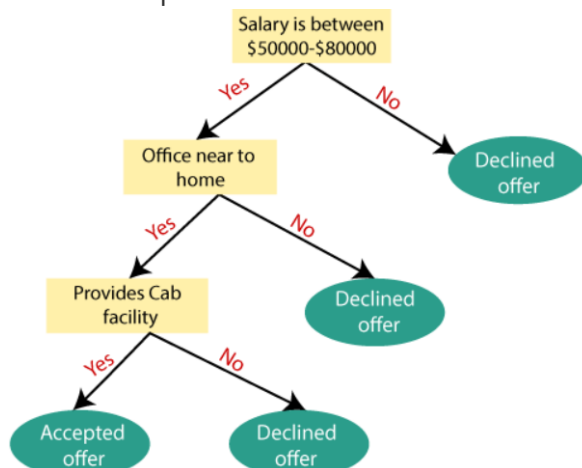 Salary is between
$50000-$80000
Yes
No
Office near to
home
Declined
offer
Yes
No
Provides Cab
facility
Declined
offer
Yes
No
Accepted
offer
Declined
offer